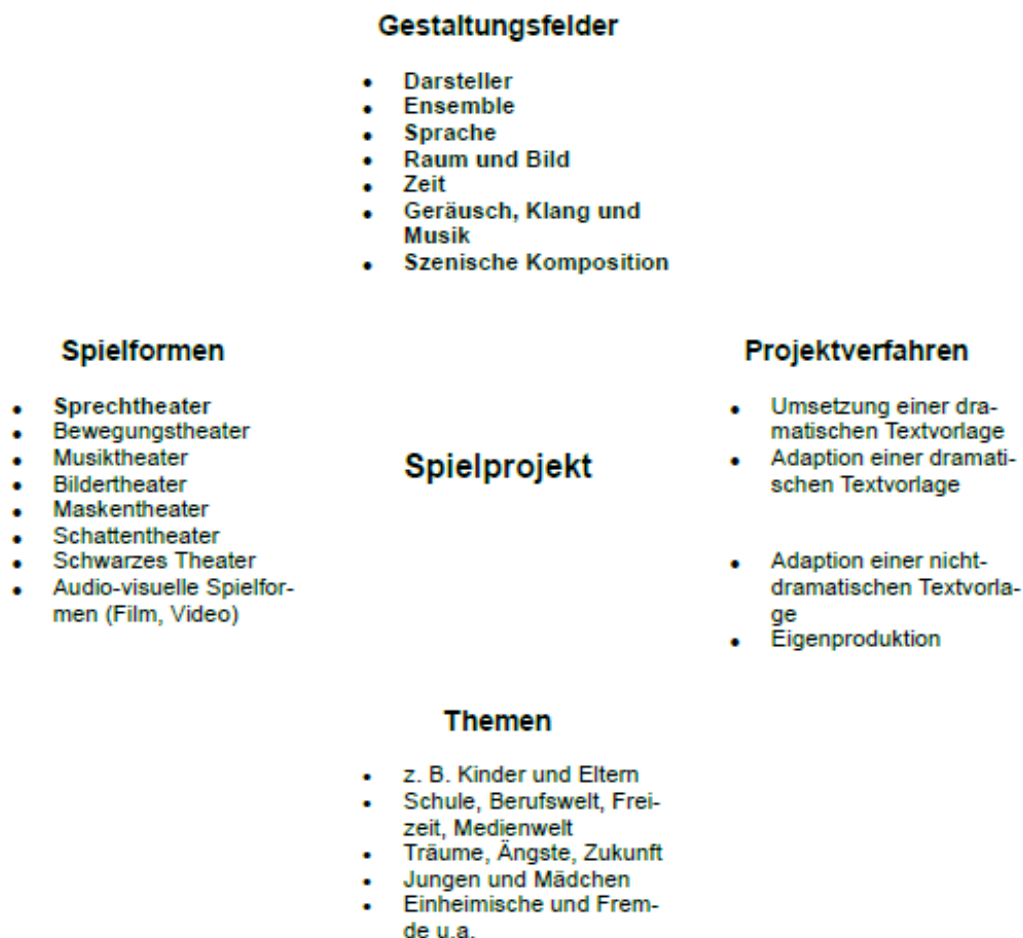 Gestaltungsfelder
• Darsteller
• Ensemble
• Sprache
• Raum und Bild
• Zeit
• Geräusch, Klang und
Musik
• Szenische Komposition
Spielformen
• Sprechtheater
• Bewegungstheater
• Musiktheater
• Bildertheater
• Maskentheater
• Schattentheater
• Schwarzes Theater
• Audio-visuelle Spielfor-
men (Film, Video)
Spielprojekt
Projektverfahren
• Umsetzung einer dra-
matischen Textvorlage
• Adaption einer dramati-
schen Textvorlage
• Adaption einer nicht-
dramatischen Textvorla-
ge
• Eigenproduktion
Themen
• z. B. Kinder und Eltern
• Schule, Berufswelt, Frei-
zeit, Medienwelt
• Träume, Ängste, Zukunft
• Jungen und Mädchen
• Einheimische und Frem-
de u.a.